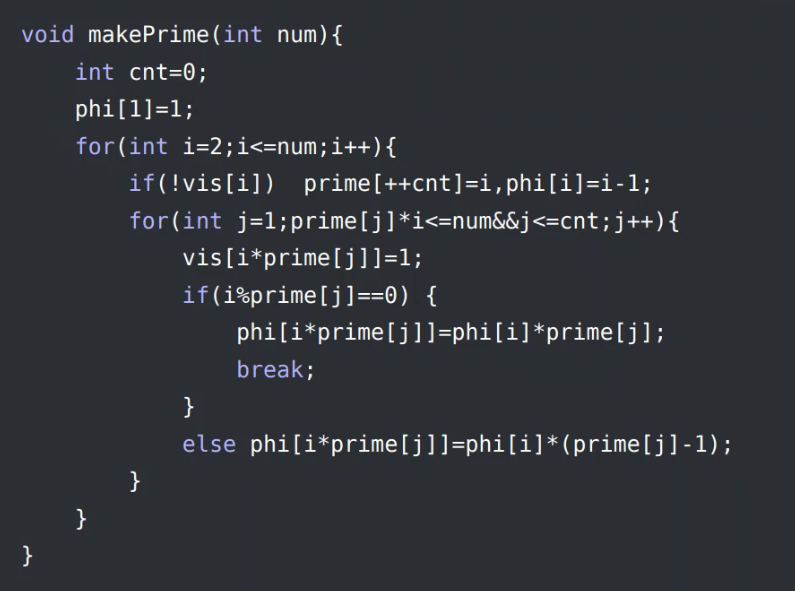 void makePrime(int num){
    int cnt=0;
    phi[1]=1;
    for(int i=2;i<=num;i++){
        if(!vis[i])  prime[++cnt]=i,phi[i]=i-1;
        for(int j=1;prime[j]*i<=num&&j<=cnt;j++){
            vis[i*prime[j]]=1;
            if(i%prime[j]==0) {
                phi[i*prime[j]]=phi[i]*prime[j];
                break;
            }
            else phi[i*prime[j]]=phi[i]*(prime[j]-1);
        }
    }
}